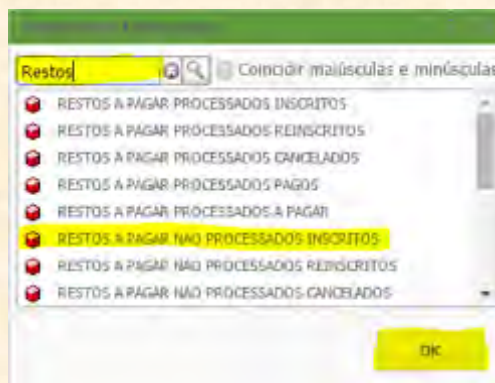 Restos
Coincidir maiúsculas e minúsculas
RESTOS A PAGAR PROCESSADOS INSCRITOS
RESTOS A PAGAR PROCESSADOS REINSCRITOS
RESTOS A PAGAR PROCESSADOS CANCELADOS
RESTOS A PAGAR PROCESSADOS PAGOS
RESTOS A PAGAR PROCESSADOS A PAGAR
RESTOS A PAGAR NAO PROCESSADOS INSCRITOS
RESTOS A PAGAR NAO PROCESSADOS REINSCRITOS
RESTOS A PAGAR NAO PROCESSADOS CANCELADOS
OK